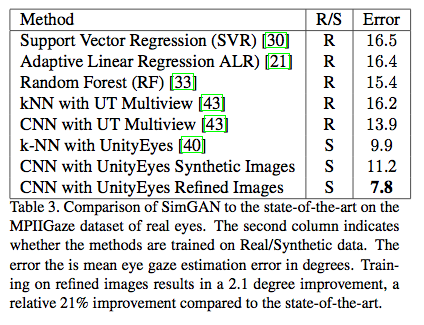 Method R/S Error
Support Vector Regression (SVR) [30] R 16.5
Adaptive Linear Regression ALR) [21] R 16.4
Random Forest (RF) [33] R 15.4
kNN with UT Multiview [43] R 16.2
CNN with UT Multiview [43] R 13.9
k-NN with UnityEyes [40] S 9.9
CNN with UnityEyes Synthetic Images S 11.2
CNN with UnityEyes Refined Images S 7.8
Table 3. Comparison of SimGAN to the state-of-the-art on the
MPIIGaze dataset of real eyes. The second column indicates
whether the methods are trained on Real/Synthetic data. The
error the is mean eye gaze estimation error in degrees. Train-
ing on refined images results in a 2.1 degree improvement, a
relative 21% improvement compared to the state-of-the-art.